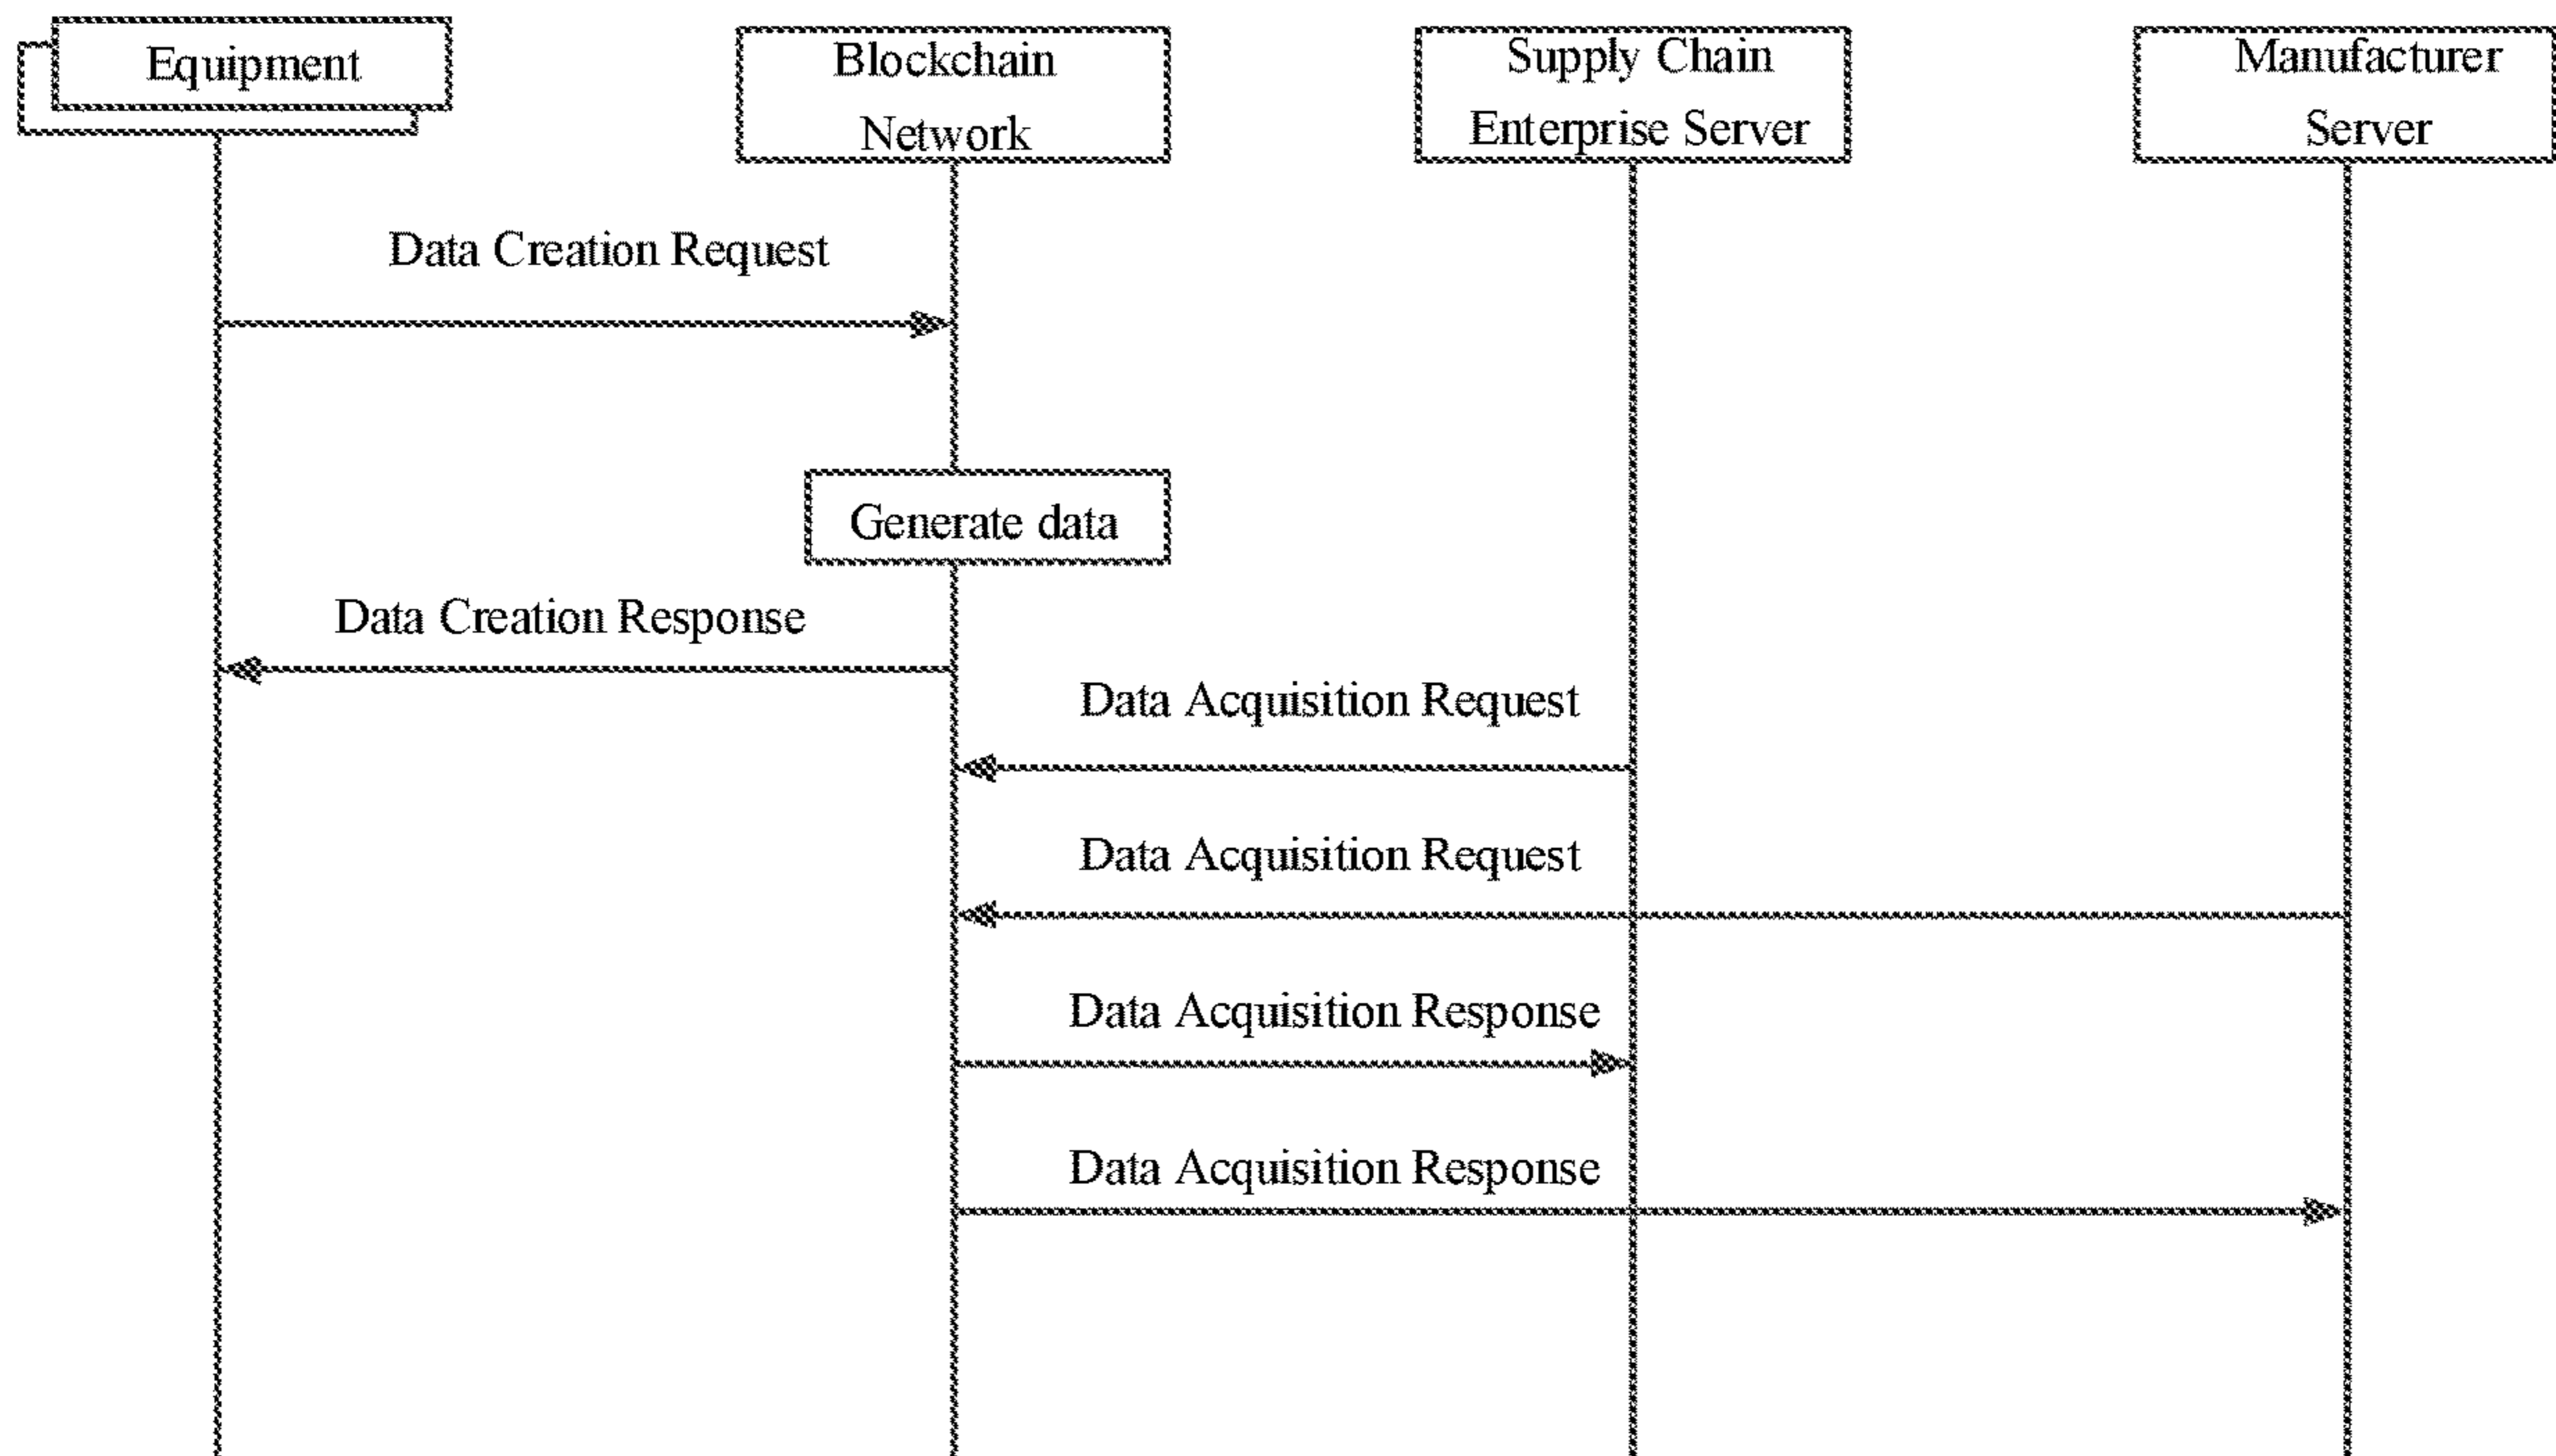 Equipment
Blockchain
Network
Supply Chain
Enterprise Server
Manufacturer
Server
Data Creation Request
Generate data
Data Creation Response
Data Acquisition Request
Data Acquisition Request
Data Acquisition Response
Data Acquisition Response